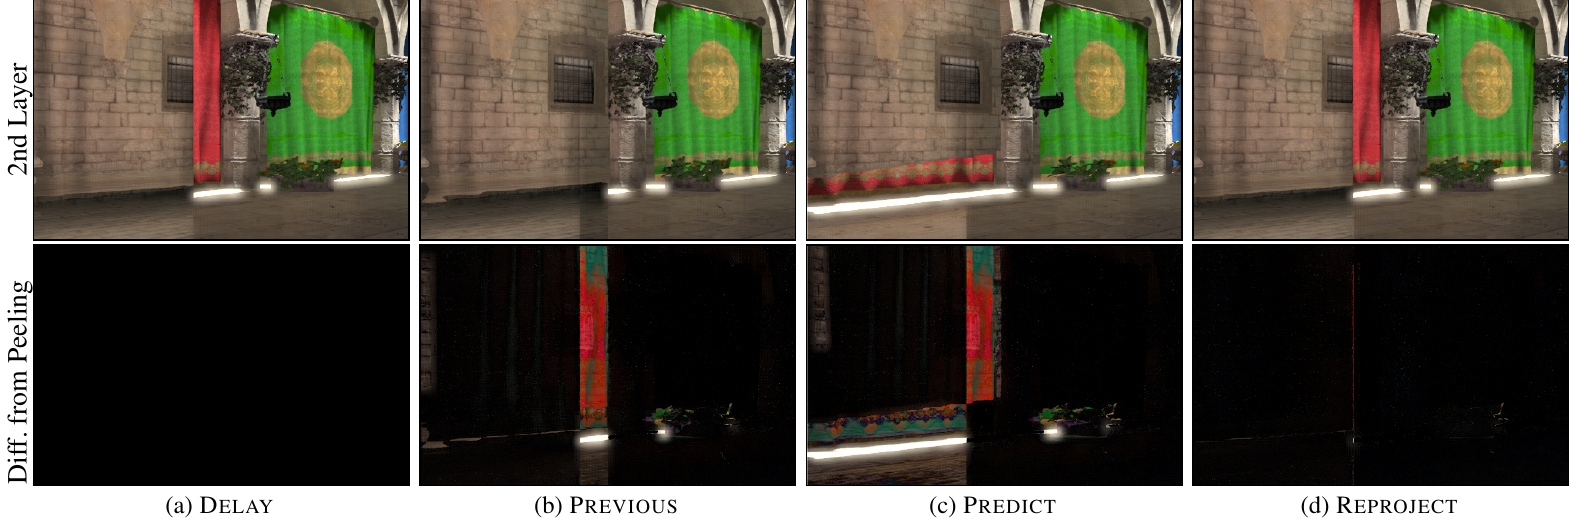 2nd Layer
Diff. from Peeling
(a) DELAY
(b) PREVIOUS
(c) PREDICT
(d) REPROJECT